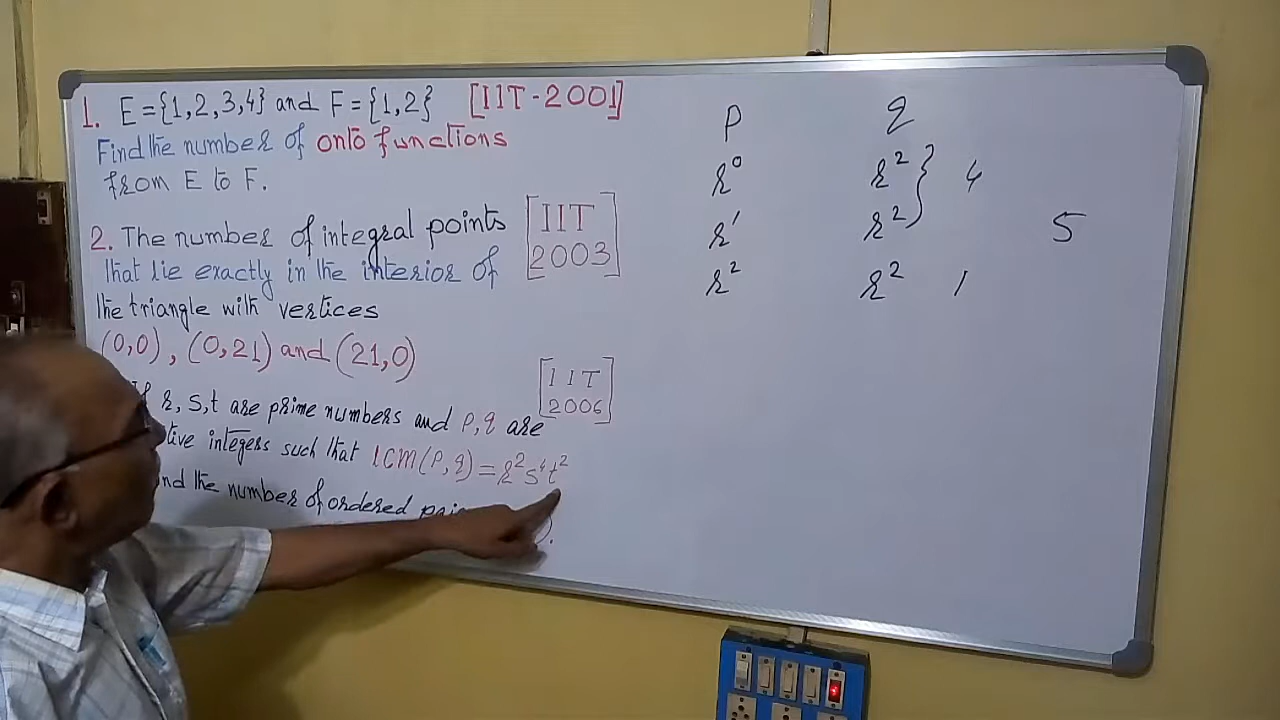 1. E={1,2,3,4} and F={1,2} [IIT-2001]
Find the number of onto functions
from E to F.
2. The number of integral points [IIT 2003]
that lie exactly in the interior of
the triangle with vertices
(0,0), (0,21) and (21,0)
r, s, t are prime numbers and p, q are [IIT 2006]
integers such that LCM(p,q) = r²s⁴t²
the number of ordered
P q
r⁰ r² } 4
r¹ r²
5
r² r² 1